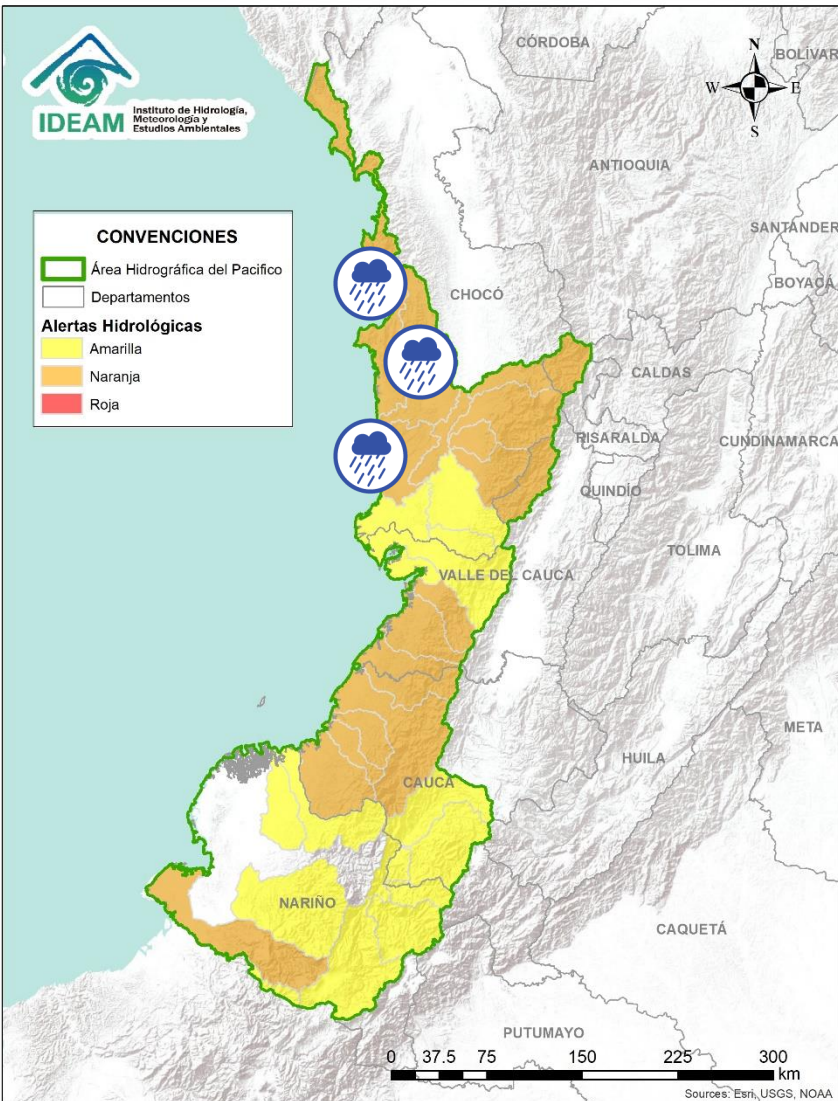 IDEAM
Instituto de Hidrología,
Meteorología y
Estudios Ambientales
CÓRDOBA
BOLÍVAR
N
W
E
S
ANTIOQUIA
SANTANDER
BOYACÁ
CONVENCIONES
Área Hidrográfica del Pacifico
Departamentos
Alertas Hidrológicas
Amarilla
Naranja
Roja
CHOCÓ
CALDAS
RISARALDA
CUNDINAMARCA
QUINDÍO
TOLIMA
VALLE DEL CAUCA
META
HUILA
CAUCA
NARIÑO
CAQUETÁ
PUTUMAYO
0 37.5 75 150 225 300
km
Sources: Esri, USGS, NOAA